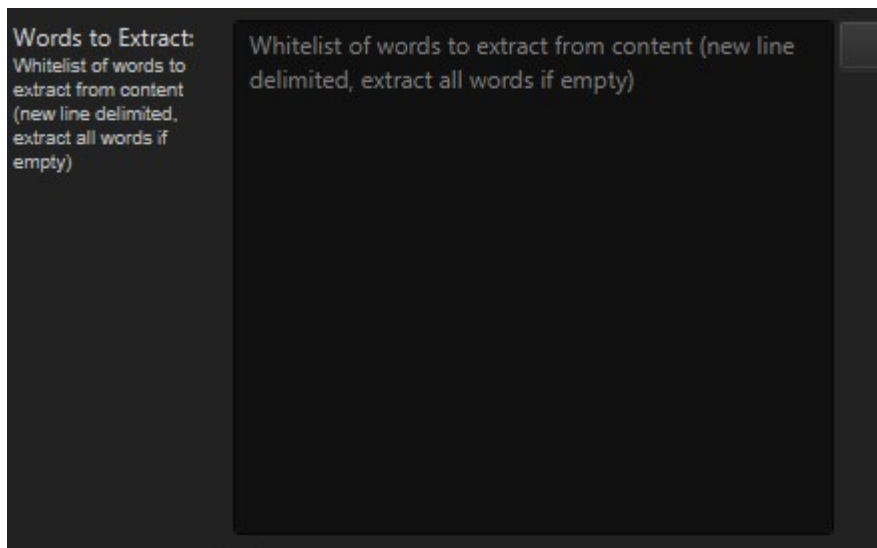 Words to Extract:
Whitelist of words to
extract from content
(new line delimited,
extract all words if
empty)
Whitelist of words to extract from content (new line
delimited, extract all words if empty)